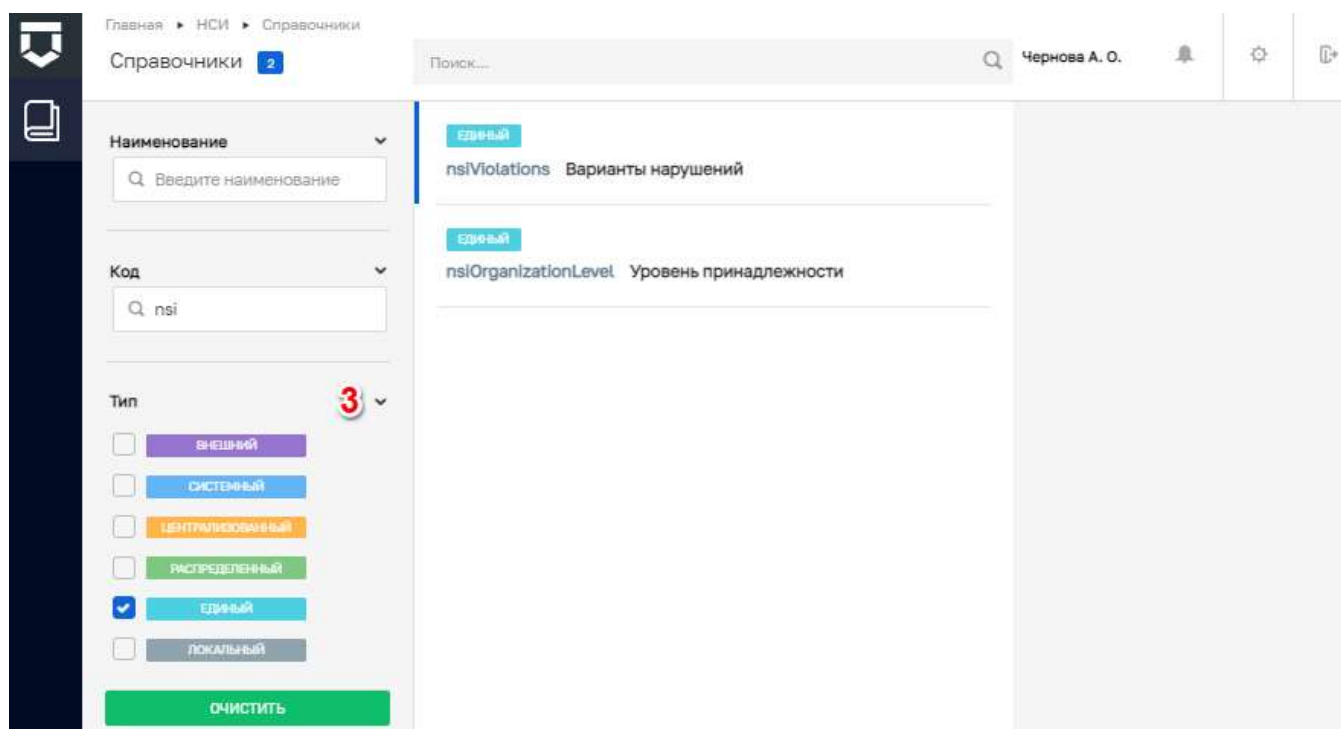 Главная ▸ НСИ ▸ Справочники
Справочники 2
Поиск...
Чернова А. О.
Наименование
Введите наименование
Код
nsi
Тип
3
ВНЕШНИЙ
СИСТЕМНЫЙ
ЦЕНТРАЛИЗОВАННЫЙ
РАСПРЕДЕЛЕННЫЙ
ЕДИНЫЙ
ЛОКАЛЬНЫЙ
ОЧИСТИТЬ
ЕДИНЫЙ
nsiViolations Варианты нарушений
ЕДИНЫЙ
nsiOrganizationLevel Уровень принадлежности